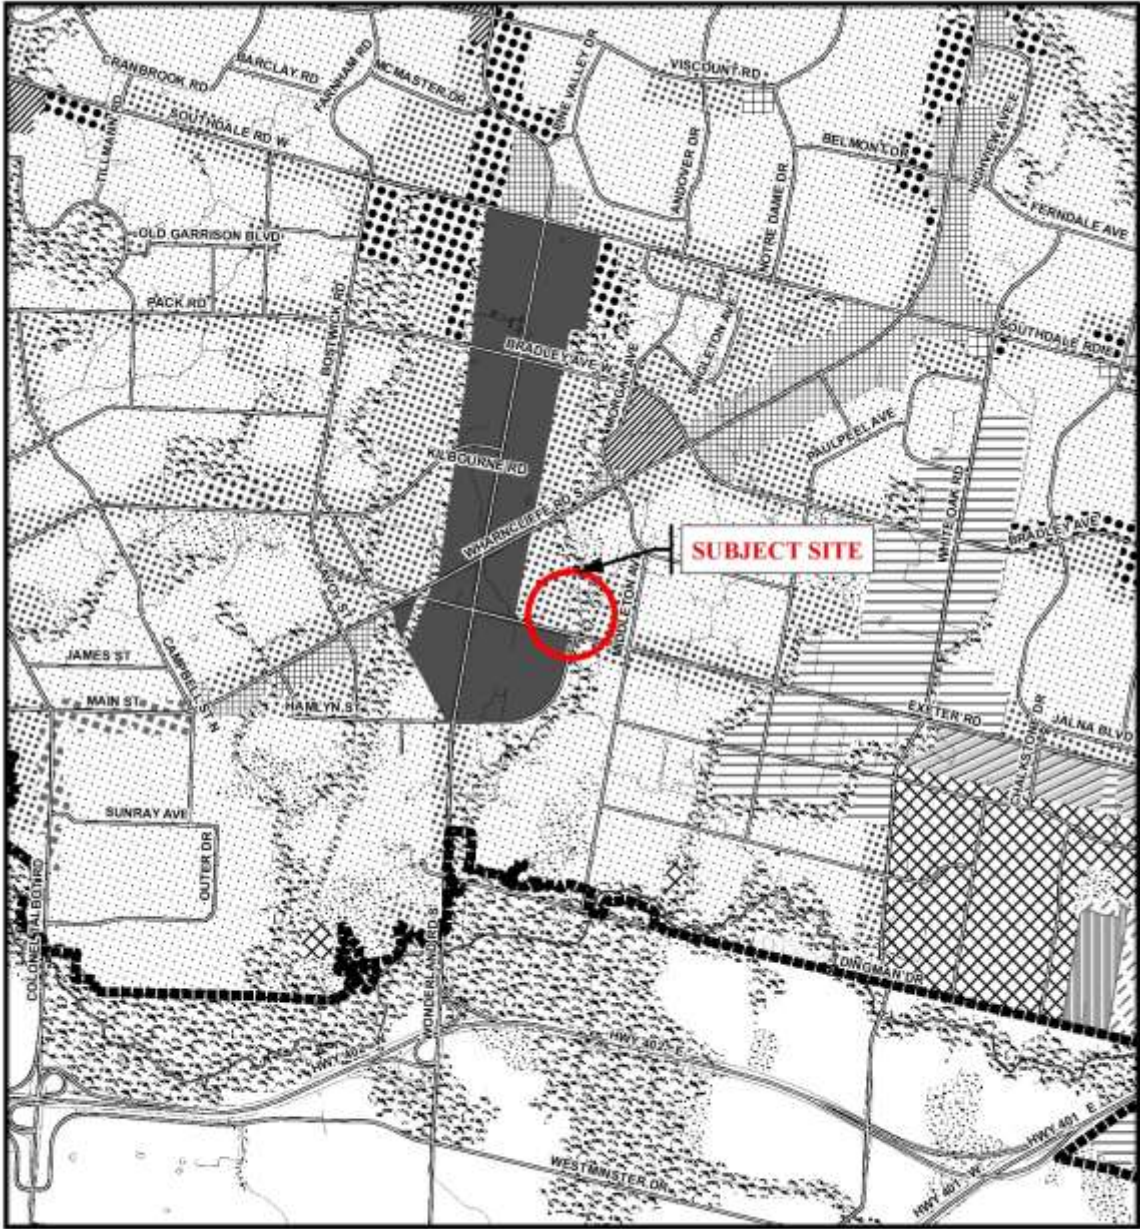 CRANBROOK RD
BARCLAY RD
FARNHAM RD
MCMASTER DR
PINE VALLEY DR
VISCOUNT RD
TILLMANN RD
SOUTHDALE RD W
ANDOVER DR
BELMONT DR
HIGHVIEW AVE E
NOTRE DAME DR
FERNDALE AVE
OLD GARRISON BLVD
PACK RD
BOSTWICK RD
SINGLETON AVE
SOUTHDALE RD E
BRADLEY AVE
MORGAN AVE
PAULPEEL AVE
KILBOURNE RD
WHARNCLIFFE RD S
WHITE OAK RD
BRADLEY AVE
SUBJECT SITE
MIDDLETON AV
JAMES ST
CAMPBELL ST N
MAIN ST
HAMLYN ST
EXETER RD
JALNA BLVD
CHALKSTONE DR
SUNRAY AVE
OUTER DR
COLONEL TALBOT RD
WONDERLAND RD S
DINGMAN DR
HWY 402
HWY 402 E
HWY 401 E
WESTMINSTER DR
HWY 401 W